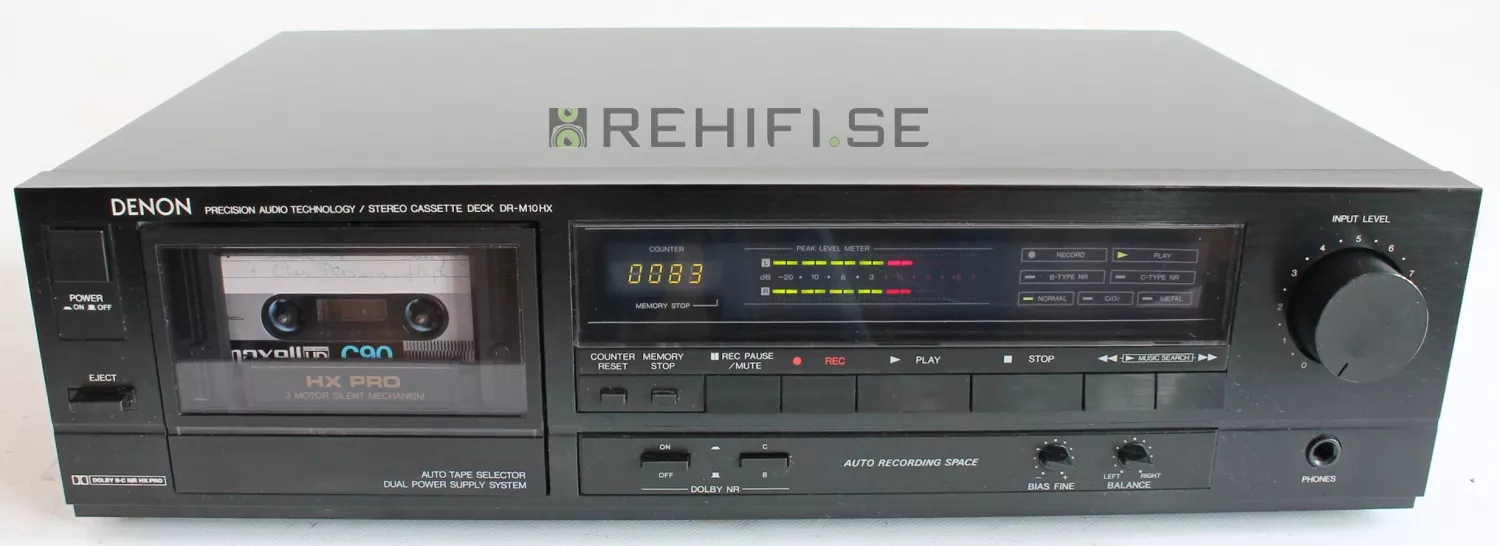 REHIFI.SE
DENON PRECISION AUDIO TECHNOLOGY / STEREO CASSETTE DECK DR-M10HX
POWER
ON OFF
EJECT
maxell UD C90
HX PRO
3 MOTOR SILENT MECHANISM
AUTO TAPE SELECTOR
DUAL POWER SUPPLY SYSTEM
DOLBY B-C NR HX PRO
COUNTER
0083
MEMORY STOP
PEAK LEVEL METER
L
dB -20 • 10 • 6 • 3
R
RECORD PLAY
B-TYPE NR C-TYPE NR
NORMAL CrO₂ METAL
COUNTER RESET
MEMORY STOP
REC PAUSE
/MUTE
REC
PLAY
STOP
MUSIC SEARCH
ON
OFF
C
B
DOLBY NR
AUTO RECORDING SPACE
- +
BIAS FINE
LEFT RIGHT
BALANCE
INPUT LEVEL
0 1 2 3 4 5 6 7
PHONES